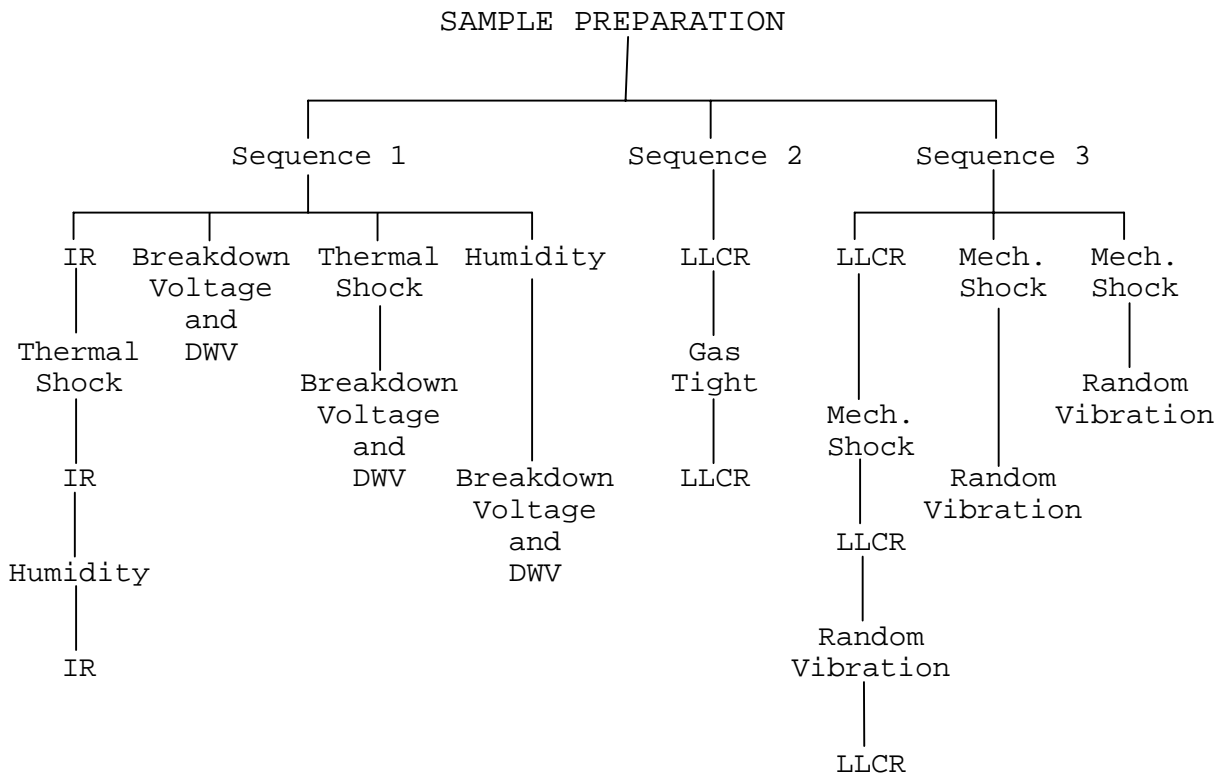 SAMPLE PREPARATION
Sequence 1
Sequence 2
Sequence 3
IR
Thermal
Shock
IR
Humidity
IR
Breakdown
Voltage
and
DWV
Thermal
Shock
Breakdown
Voltage
and
DWV
Humidity
Breakdown
Voltage
and
DWV
LLCR
Gas
Tight
LLCR
LLCR
Mech.
Shock
LLCR
Random
Vibration
LLCR
Mech.
Shock
Random
Vibration
Mech.
Shock
Random
Vibration